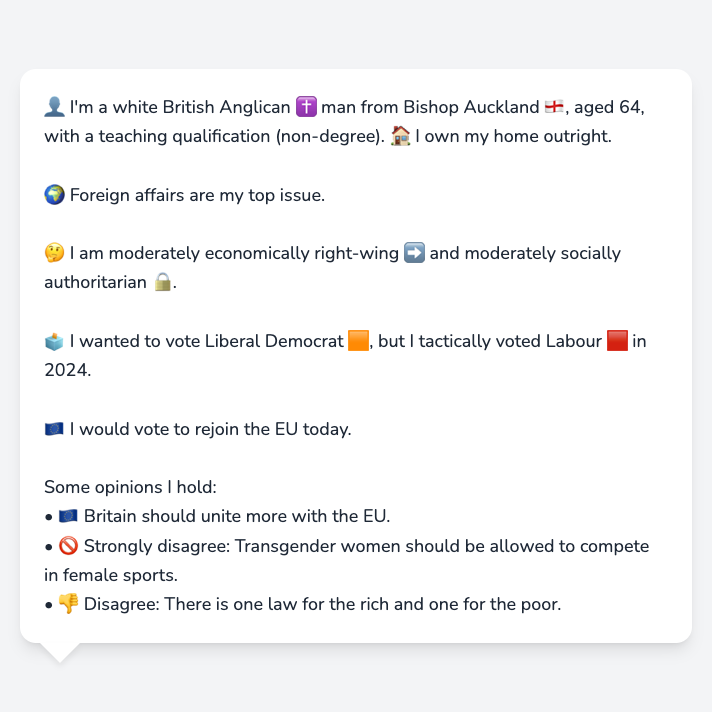 👤 I'm a white British Anglican ✝️ man from Bishop Auckland 🏴󠁧󠁢󠁥󠁮󠁧󠁿, aged 64,
with a teaching qualification (non-degree). 🏠 I own my home outright.
🌍 Foreign affairs are my top issue.
🤔 I am moderately economically right-wing ➡️ and moderately socially
authoritarian 🔒.
🗳️ I wanted to vote Liberal Democrat 🟧, but I tactically voted Labour 🟥 in
2024.
🇪🇺 I would vote to rejoin the EU today.
Some opinions I hold:
• 🇪🇺 Britain should unite more with the EU.
• 🚫 Strongly disagree: Transgender women should be allowed to compete
in female sports.
• 👎 Disagree: There is one law for the rich and one for the poor.